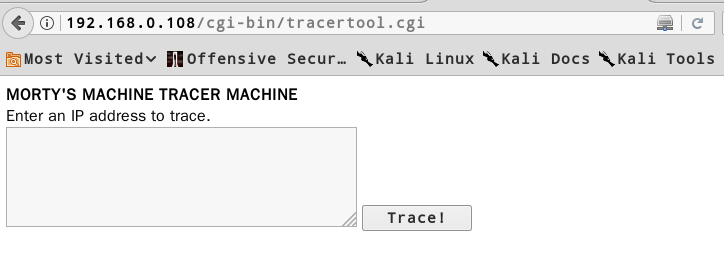 192.168.0.108/cgi-bin/tracertool.cgi
Most Visited Offensive Secur… Kali Linux Kali Docs Kali Tools
MORTY'S MACHINE TRACER MACHINE
Enter an IP address to trace.
Trace!